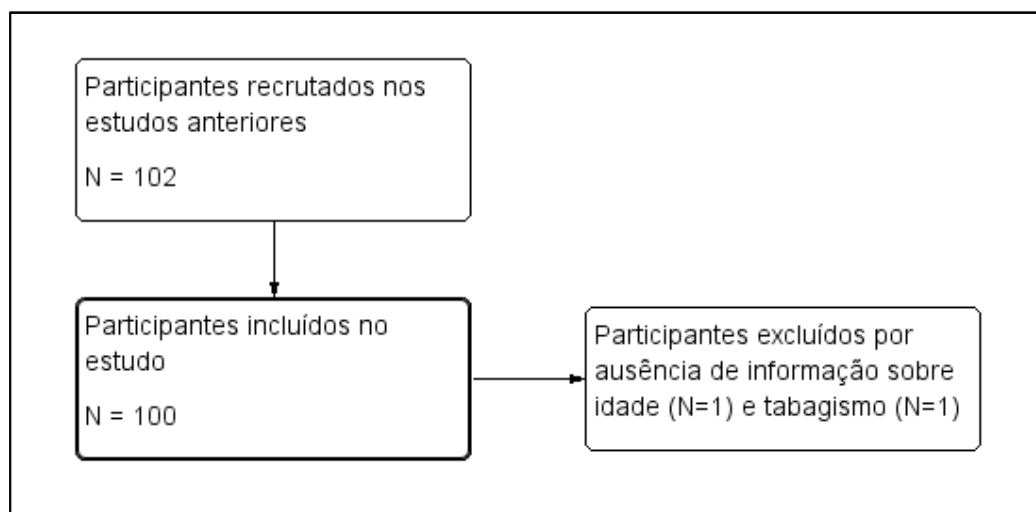 Participantes recrutados nos
estudos anteriores
N = 102
Participantes incluídos no
estudo
N = 100
Participantes excluídos por
ausência de informação sobre
idade (N=1) e tabagismo (N=1)